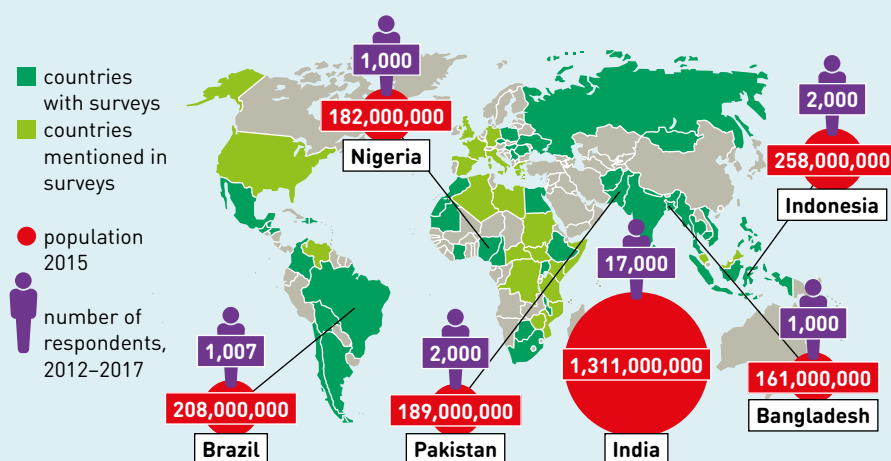 countries
with surveys
countries
mentioned in
surveys
population
2015
number of
respondents,
2012–2017
1,000
182,000,000
Nigeria
2,000
258,000,000
Indonesia
17,000
1,311,000,000
India
1,000
161,000,000
Bangladesh
1,007
208,000,000
Brazil
2,000
189,000,000
Pakistan